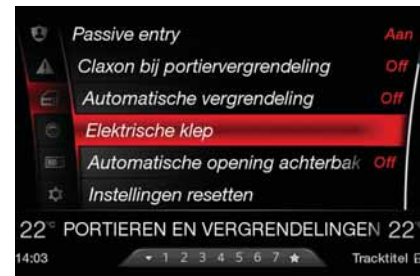 Passive entry Aan
Claxon bij portiervergrendeling Off
Automatische vergrendeling Off
Elektrische klep
Automatische opening achterbak Off
Instellingen resetten
22° PORTIEREN EN VERGRENDELINGEN 22°
14:03 1 2 3 4 5 6 7 Tracktitel